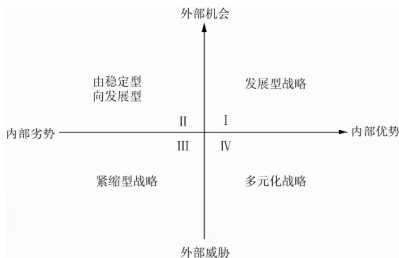 外部机会
由稳定型
向发展型
发展型战略
II
I
内部劣势
内部优势
III
IV
紧缩型战略
多元化战略
外部威胁